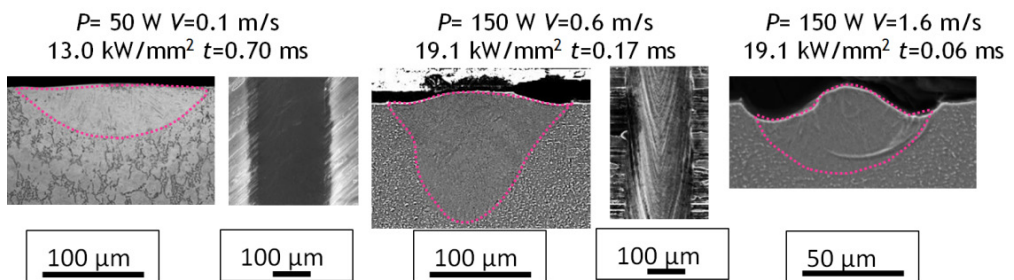 P= 50 W V=0.1 m/s
13.0 kW/mm² t=0.70 ms
P= 150 W V=0.6 m/s
19.1 kW/mm² t=0.17 ms
P= 150 W V=1.6 m/s
19.1 kW/mm² t=0.06 ms
100 μm
100 μm
100 μm
100 μm
50 μm